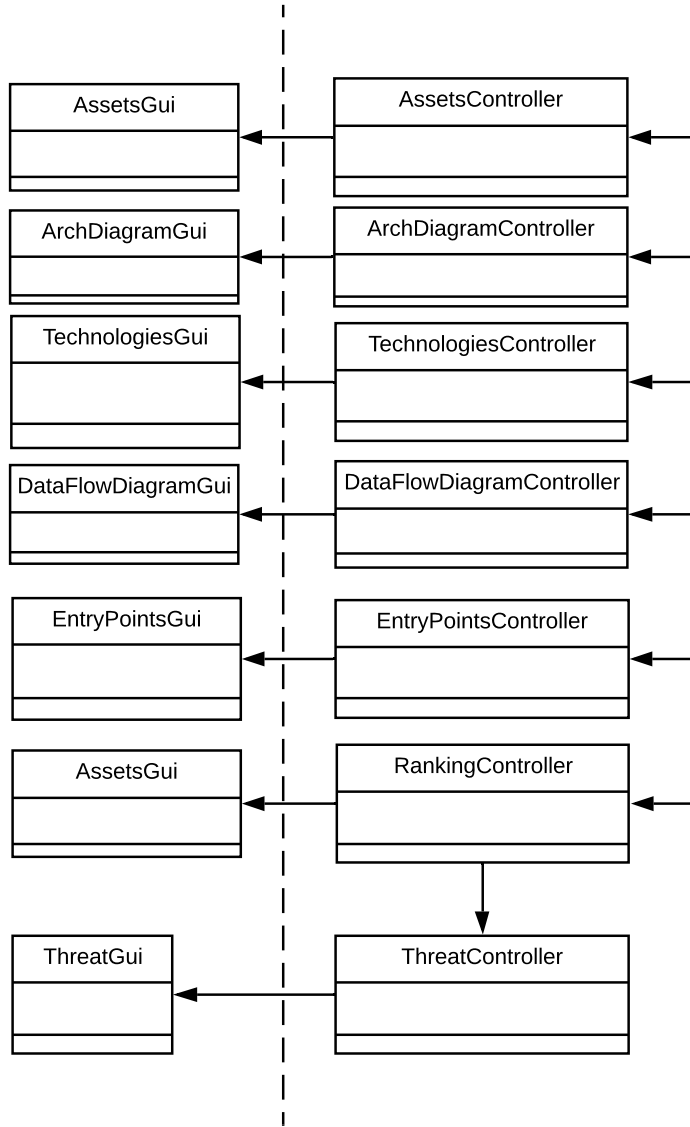 AssetsGui
AssetsController
ArchDiagramGui
ArchDiagramController
TechnologiesGui
TechnologiesController
DataFlowDiagramGui
DataFlowDiagramController
EntryPointsGui
EntryPointsController
AssetsGui
RankingController
ThreatGui
ThreatController